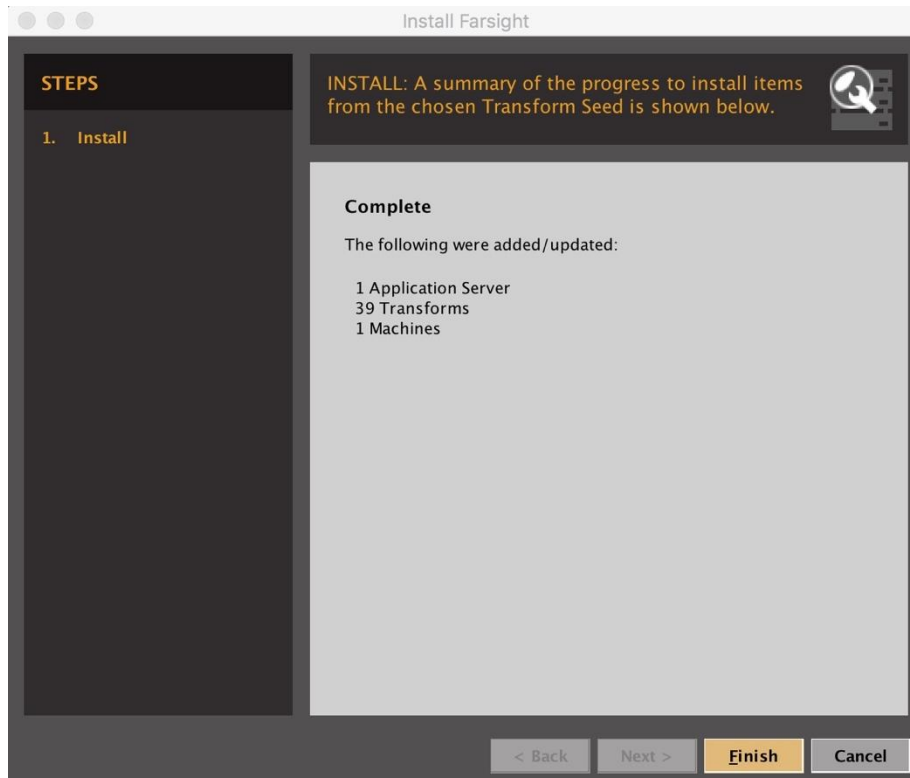 Install Farsight
STEPS
1. Install
INSTALL: A summary of the progress to install items
from the chosen Transform Seed is shown below.
Complete
The following were added/updated:
1 Application Server
39 Transforms
1 Machines
< Back
Next >
Finish
Cancel